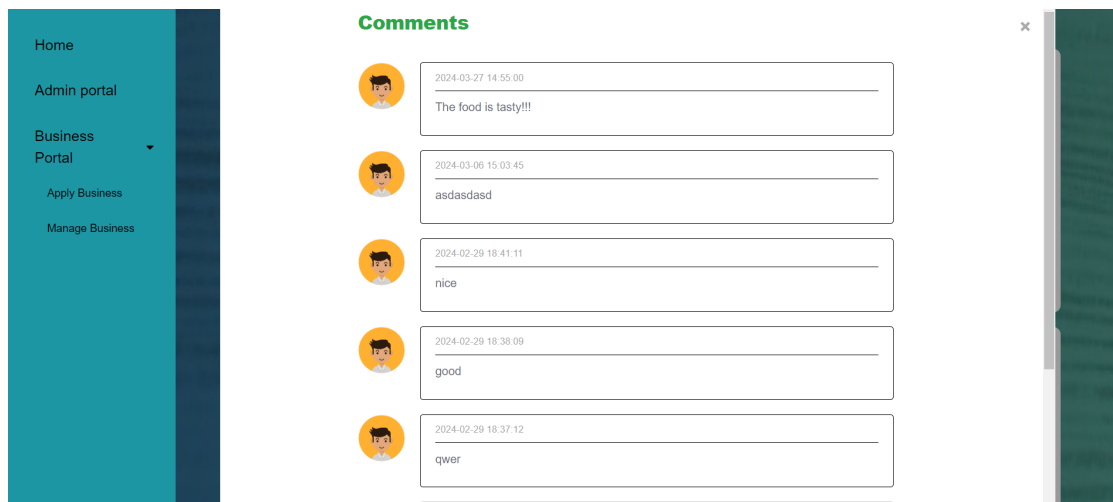 Home
Admin portal
Business
Portal
Apply Business
Manage Business
Comments
×
2024-03-27 14:55:00
The food is tasty!!!
2024-03-06 15:03:45
asdasdasd
2024-02-29 18:41:11
nice
2024-02-29 18:38:09
good
2024-02-29 18:37:12
qwer